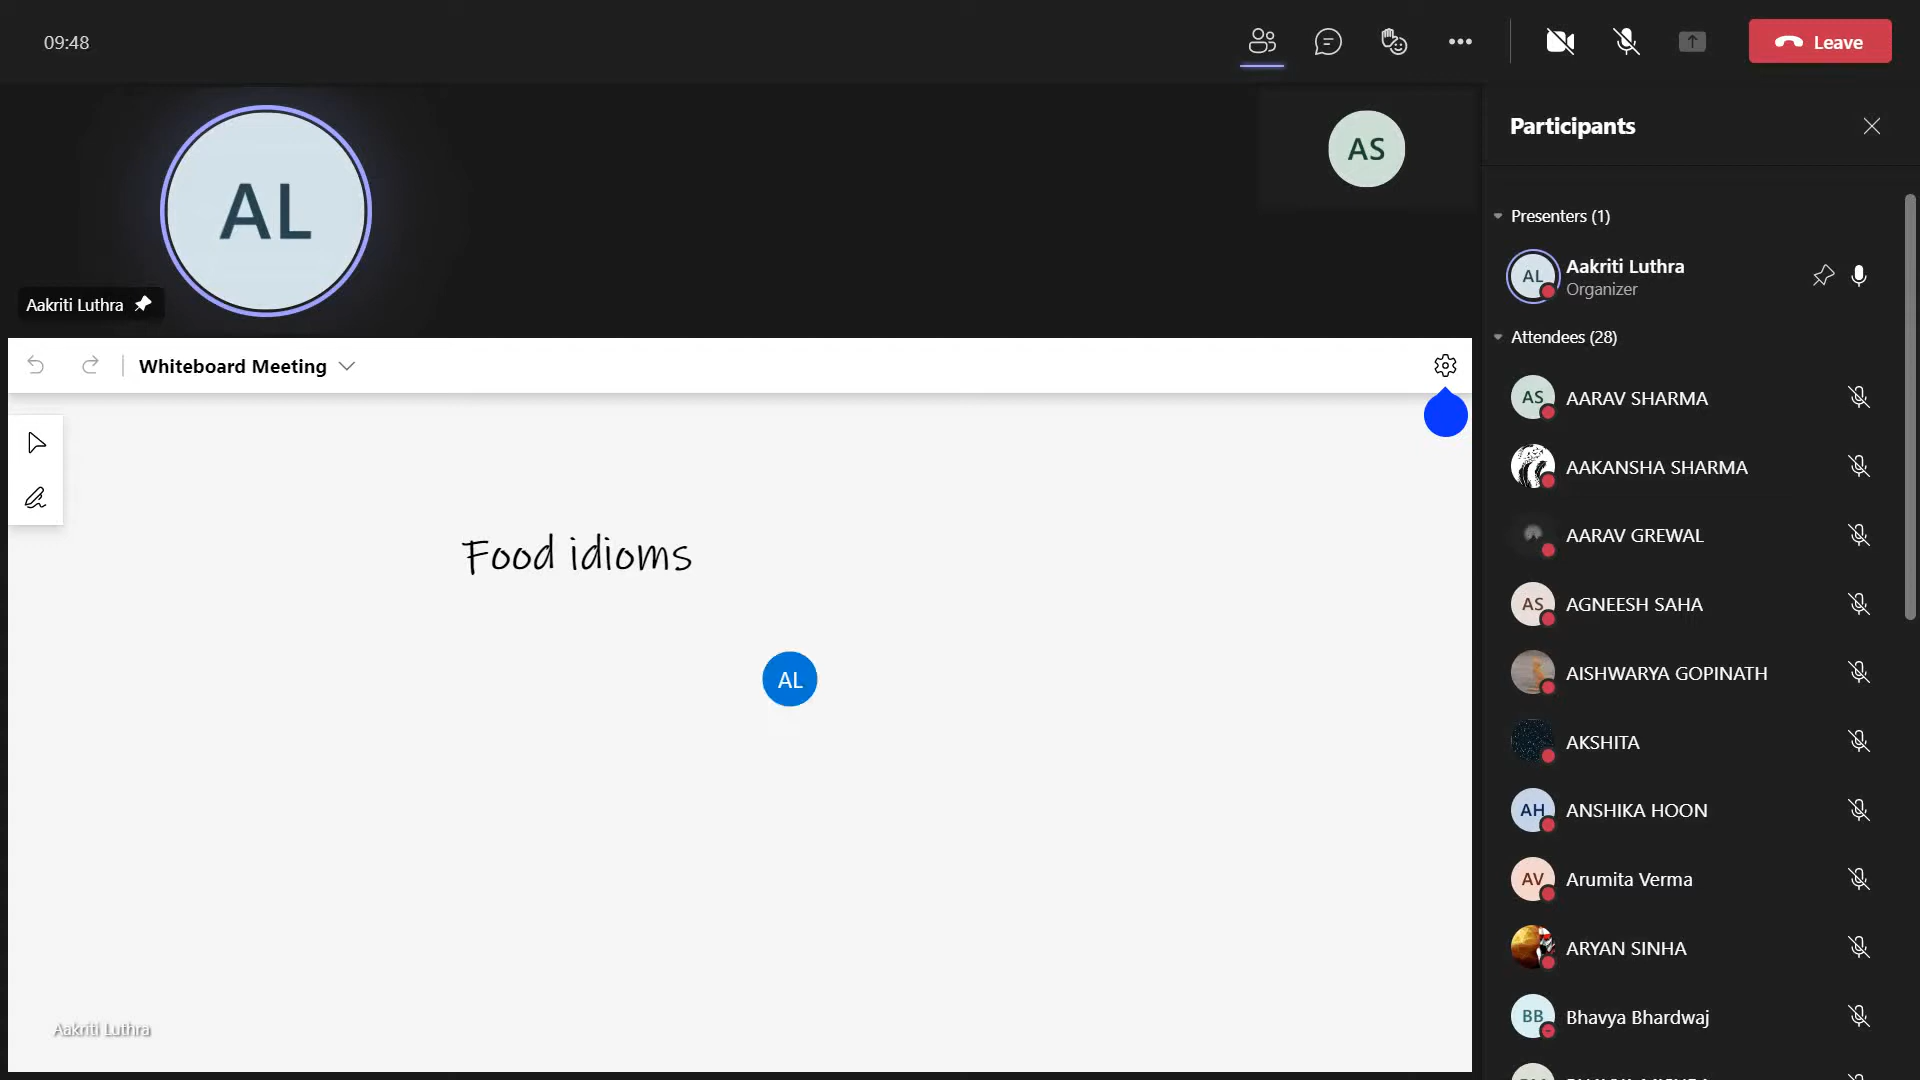 09:48
Leave
AL
AS
Aakriti Luthra
Participants
Presenters (1)
AL
Aakriti Luthra
Organizer
Attendees (28)
AS
AARAV SHARMA
AAKANSHA SHARMA
AARAV GREWAL
AS
AGNEESH SAHA
AISHWARYA GOPINATH
AKSHITA
AH
ANSHIKA HOON
AV
Arumita Verma
ARYAN SINHA
BB
Bhavya Bhardwaj
Whiteboard Meeting
Food idioms
AL
Aakriti Luthra